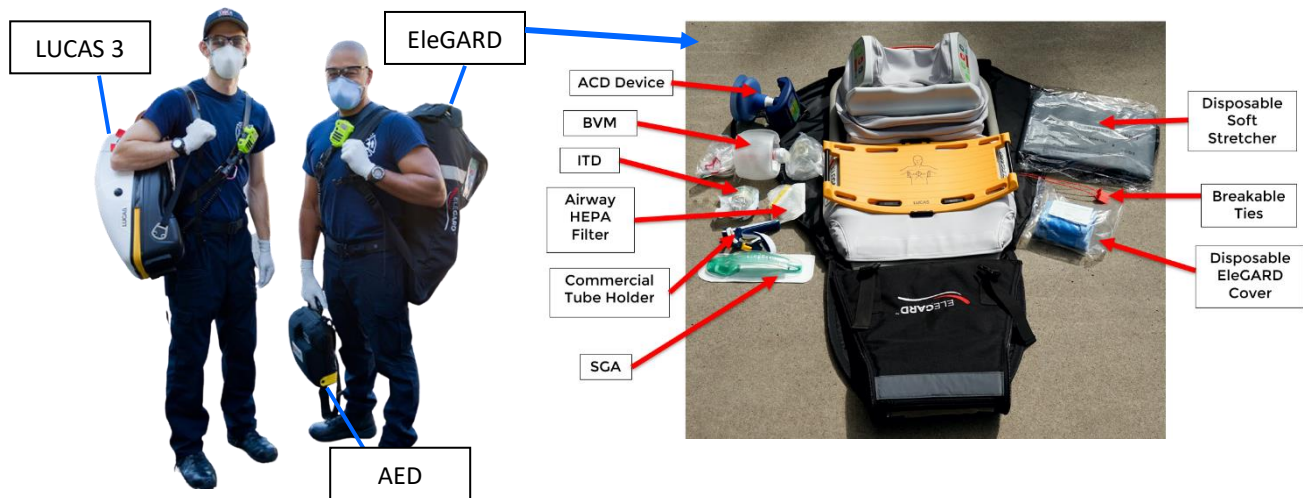 LUCAS 3
EleGARD
AED
ELEGARD
ACD Device
BVM
ITD
Airway
HEPA
Filter
Commercial
Tube Holder
SGA
ELEGARD
Disposable
Soft
Stretcher
Breakable
Ties
Disposable
EleGARD
Cover